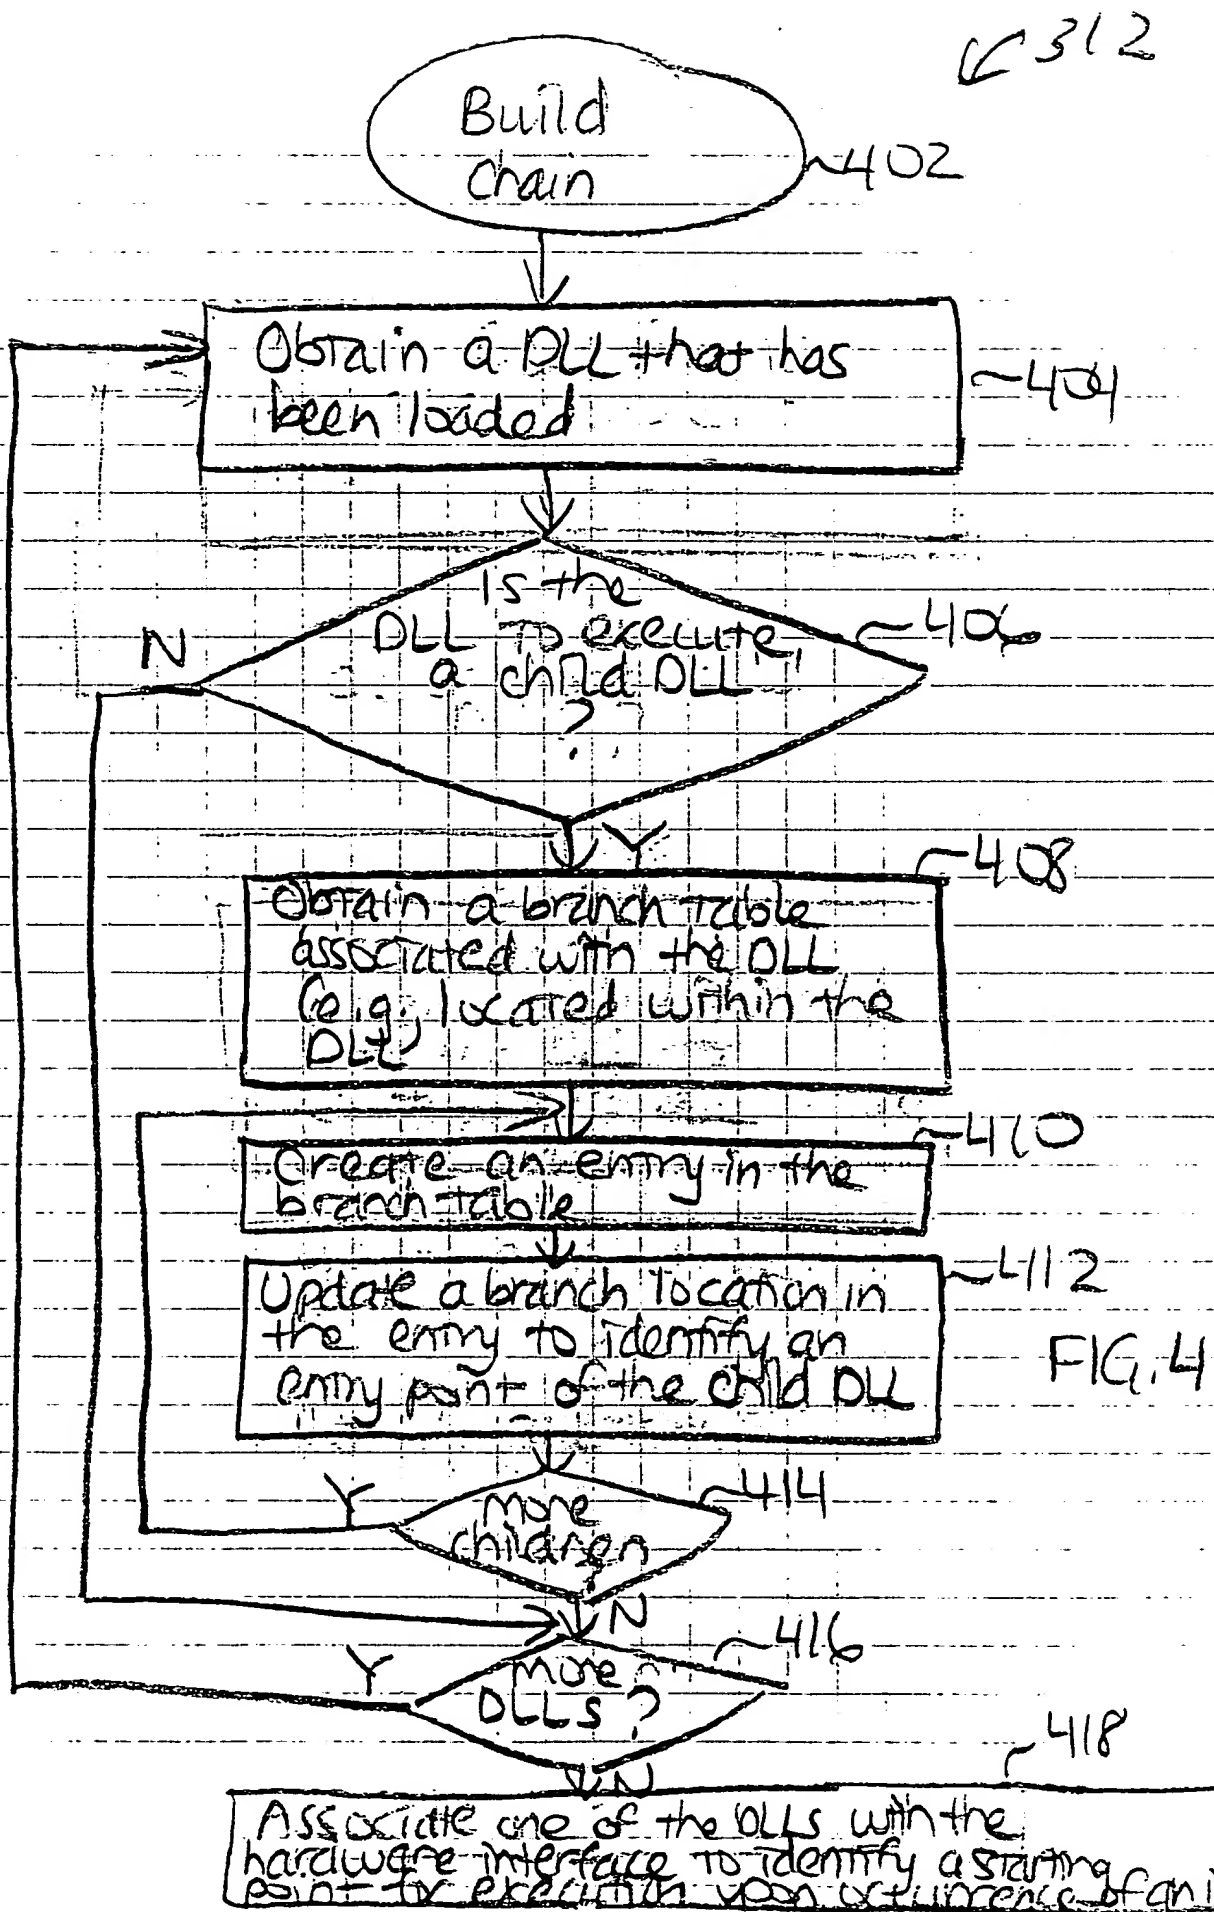 312
Build
Chain
402
Obtain a DLL that has
been loaded
404
Is the
DLL to execute
a child DLL
?
406
N
Y
408
Obtain a branch table
associated with the DLL
(e.g., located within the
DLL)
410
Create an entry in the
branch table
412
Update a branch location in
the entry to identify an
entry point of the child DLL
FIG. 4
414
Y
more
children
?
N
416
Y
more
DLLs?
N
418
Associate one of the DLLs with the
hardware interface to identify a starting
point for execution upon occurrence of an